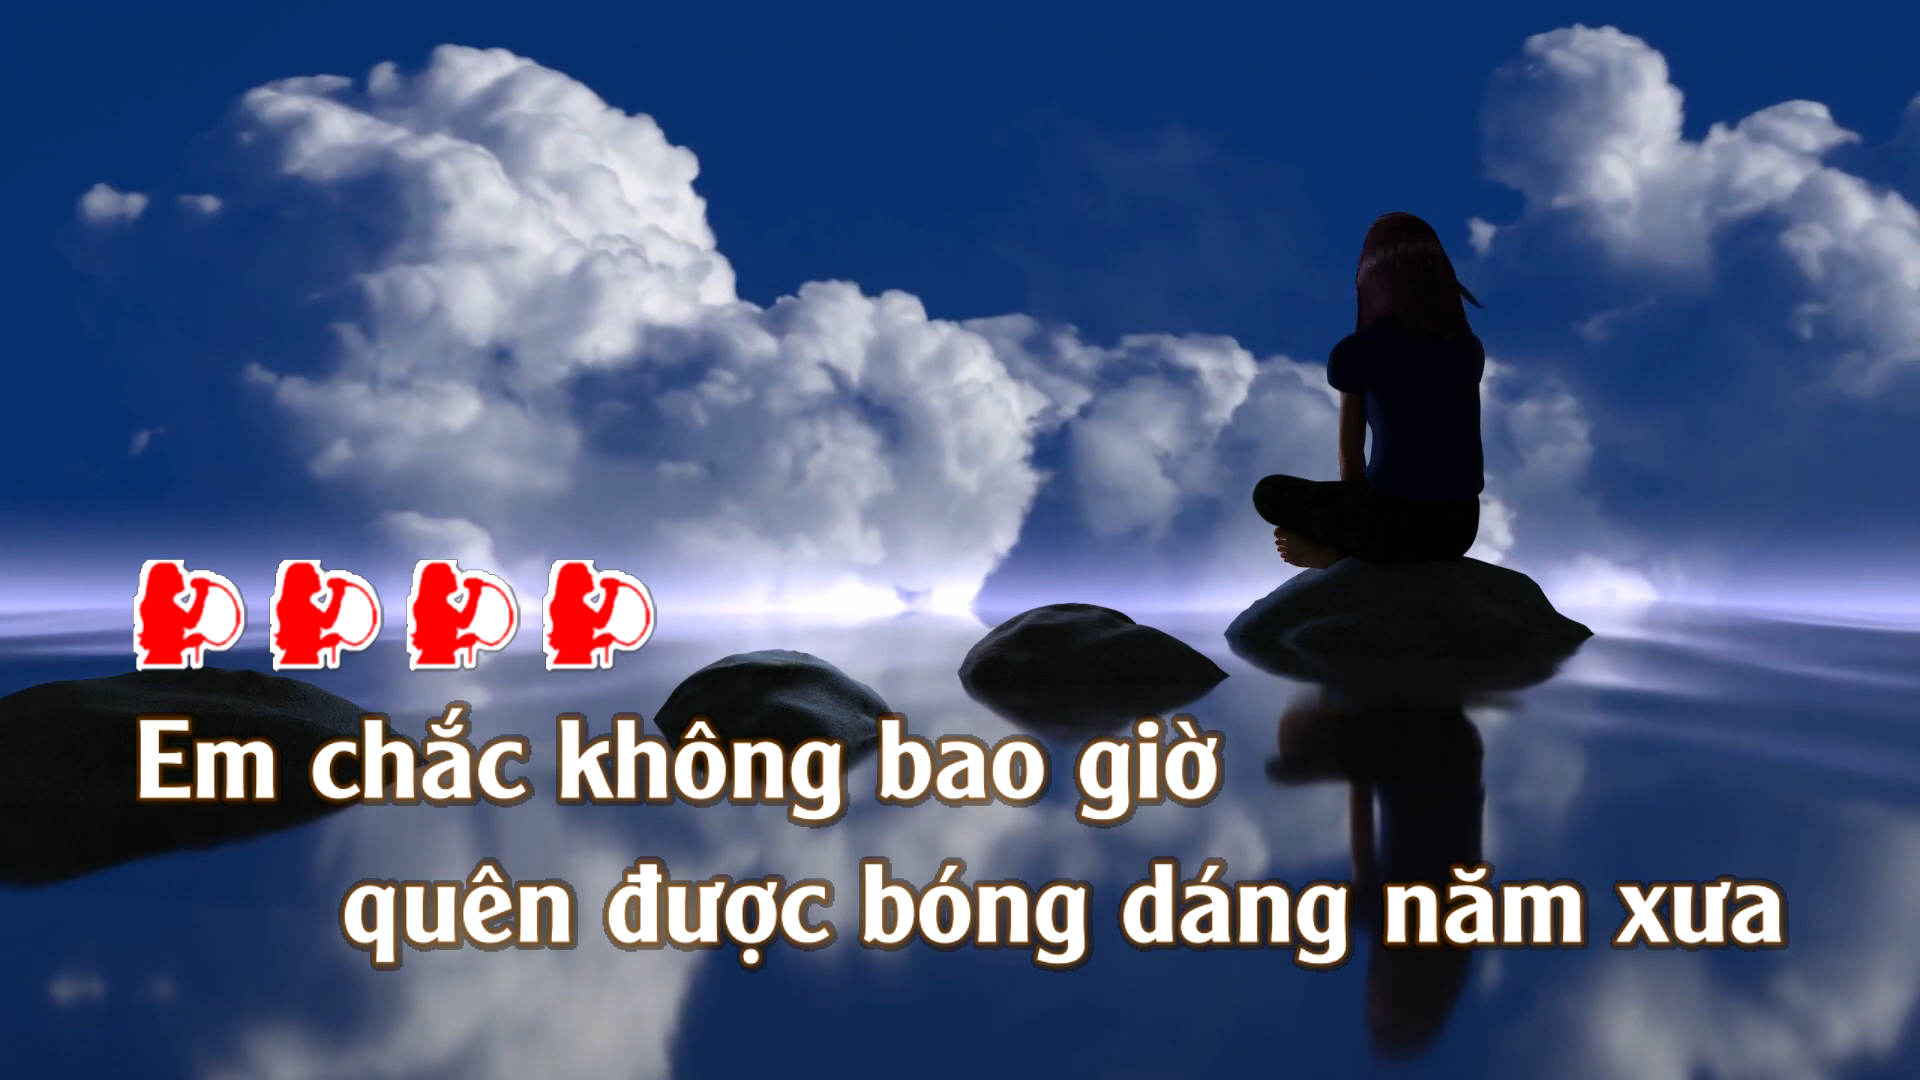 Em chắc không bao giờ
quên được bóng dáng năm xưa